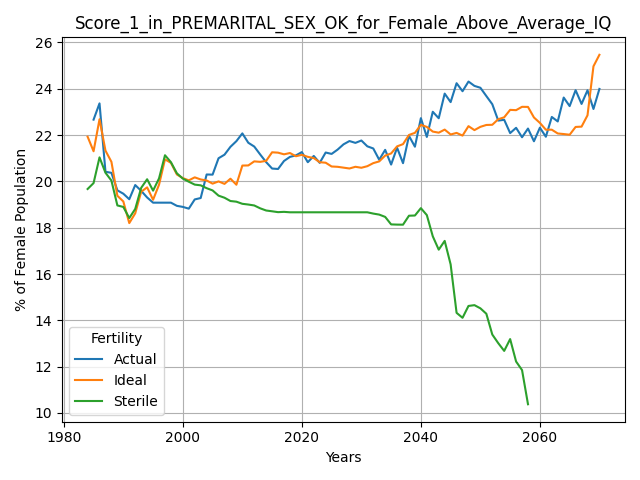 Score_1_in_PREMARITAL_SEX_OK_for_Female_Above_Average_IQ
26
24
22
20
18
16
14
12
10
% of Female Population
Fertility
Actual
Ideal
Sterile
1980 2000 2020 2040 2060
Years